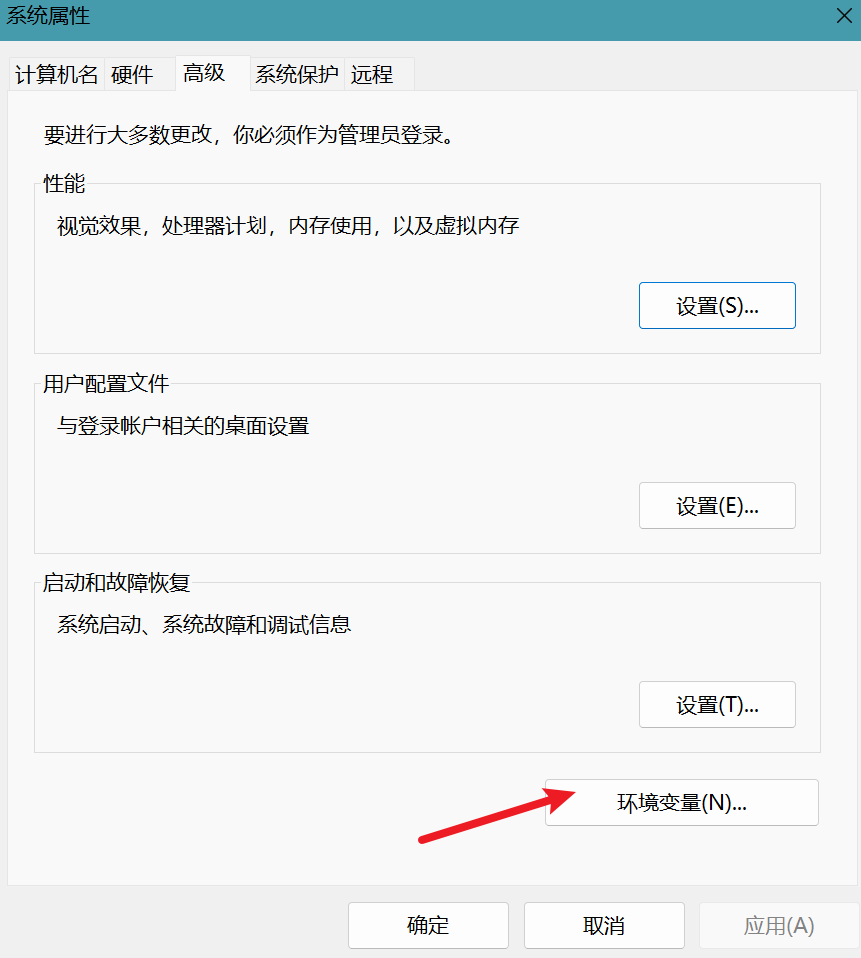 系统属性
计算机名 硬件 高级 系统保护 远程
要进行大多数更改，你必须作为管理员登录。
性能
视觉效果，处理器计划，内存使用，以及虚拟内存
设置(S)...
用户配置文件
与登录帐户相关的桌面设置
设置(E)...
启动和故障恢复
系统启动、系统故障和调试信息
设置(T)...
环境变量(N)...
确定 取消 应用(A)